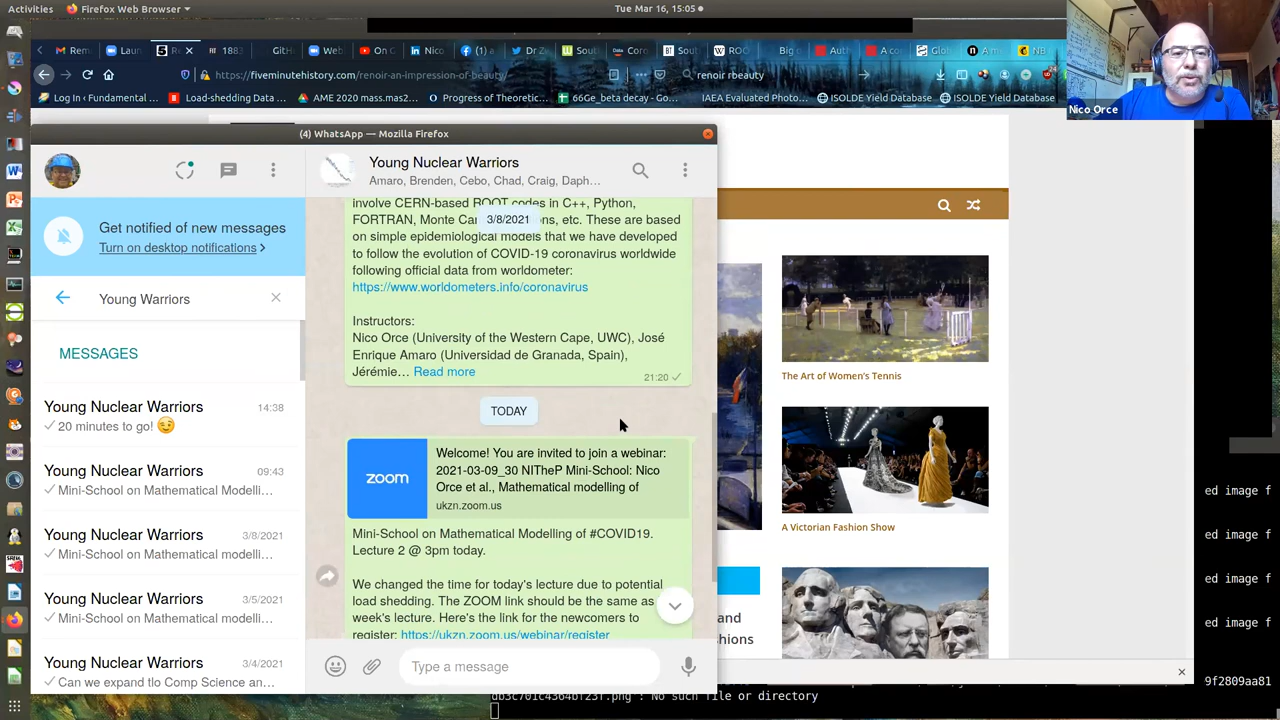 Activities
Firefox Web Browser
Tue Mar 16, 15:05
Nico Orce
https://fiveminutehistory.com/renoir-an-impression-of-beauty/
renoir rbeauty
Log In ‹ Fundamental …
Load-shedding Data …
AME 2020 mass.mas2…
Progress of Theoretic…
66Ge_beta decay - Go…
IAEA Evaluated Photo…
ISOLDE Yield Database
ISOLDE Yield Database
(4) WhatsApp — Mozilla Firefox
Get notified of new messages
Turn on desktop notifications
Young Warriors
MESSAGES
Young Nuclear Warriors 14:38
20 minutes to go! 😉
Young Nuclear Warriors 09:43
Mini-School on Mathematical Modelli…
Young Nuclear Warriors 3/8/2021
Mini-School on Mathematical modelli…
Young Nuclear Warriors 3/5/2021
Mini-School on Mathematical Modelli…
Young Nuclear Warriors 3/4/2021
Can we expand tlo Comp Science an…
Young Nuclear Warriors
Amaro, Brenden, Cebo, Chad, Craig, Daph…
3/8/2021
involve CERN-based ROOT codes in C++, Python,
FORTRAN, Monte Car
ons, etc. These are based
on simple epidemiological models that we have developed
to follow the evolution of COVID-19 coronavirus worldwide
following official data from worldometer:
https://www.worldometers.info/coronavirus
Instructors:
Nico Orce (University of the Western Cape, UWC), José
Enrique Amaro (Universidad de Granada, Spain),
Jérémie… Read more
21:20
TODAY
zoom
Welcome! You are invited to join a webinar:
2021-03-09_30 NITheP Mini-School: Nico
Orce et al., Mathematical modelling of
ukzn.zoom.us
Mini-School on Mathematical Modelling of #COVID19.
Lecture 2 @ 3pm today.
We changed the time for today's lecture due to potential
load shedding. The ZOOM link should be the same as
week's lecture. Here's the link for the newcomers to
register: https://ukzn.zoom.us/webinar/register
Type a message
The Art of Women's Tennis
A Victorian Fashion Show
and
hions
ed image f
ed image f
ed image f
ed image f
9f2809aa81
: No such file or directory